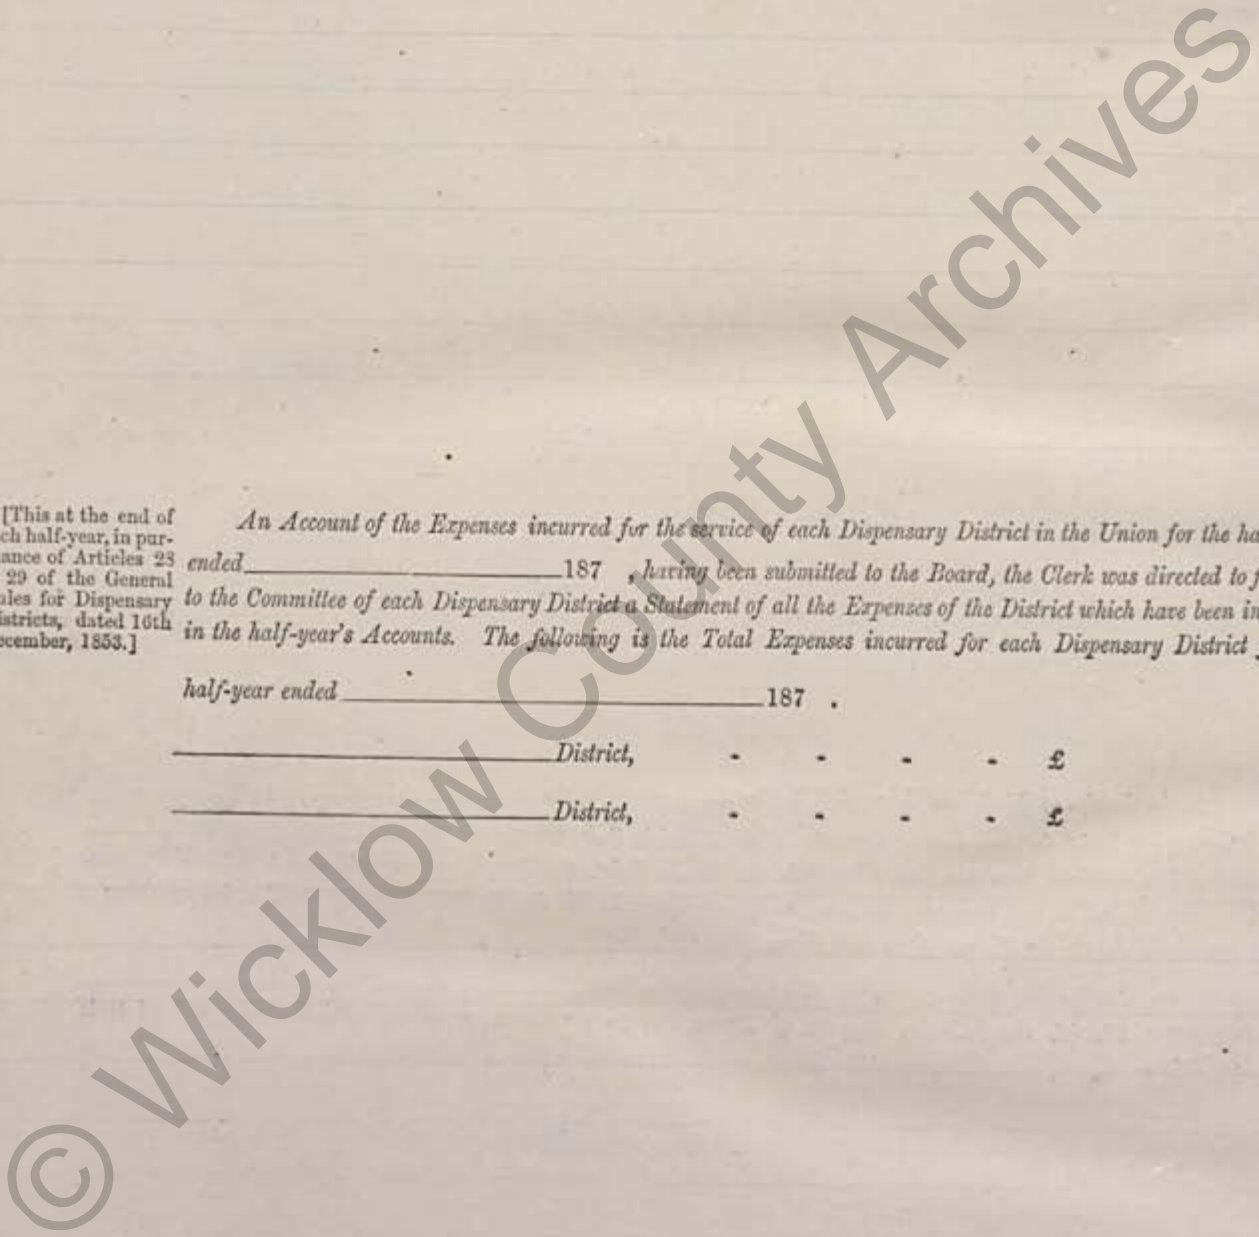 [This at the end of
ch half-year, in pur-
ance of Articles 28
29 of the General
ales for Dispensary
istricts, dated 16th
ecember, 1853.]
An Account of the Expenses incurred for the service of each Dispensary District in the Union for the ha
ended 187 , having been submitted to the Board, the Clerk was directed to f
to the Committee of each Dispensary District a Statement of all the Expenses of the District which have been in
in the half-year's Accounts. The following is the Total Expenses incurred for each Dispensary District
half-year ended 187 .
District, - - - - £
District, - - - - £
© Wicklow County Archives